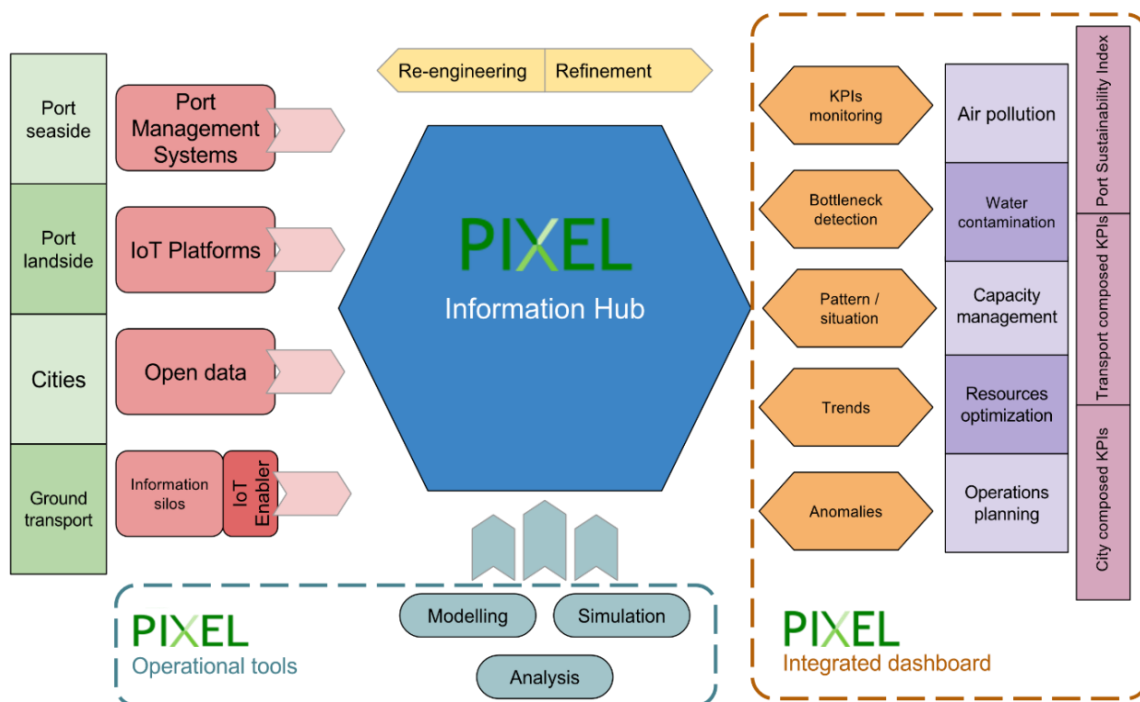 Port
seaside
Port
landside
Cities
Ground
transport
Port
Management
Systems
IoT Platforms
Open data
Information
silos
IoT
Enabler
Re-engineering
Refinement
PIXEL
Information Hub
PIXEL
Operational tools
Modelling
Simulation
Analysis
KPIs
monitoring
Bottleneck
detection
Pattern /
situation
Trends
Anomalies
Air pollution
Water
contamination
Capacity
management
Resources
optimization
Operations
planning
Port Sustainability Index
Transport composed KPIs
City composed KPIs
PIXEL
Integrated dashboard